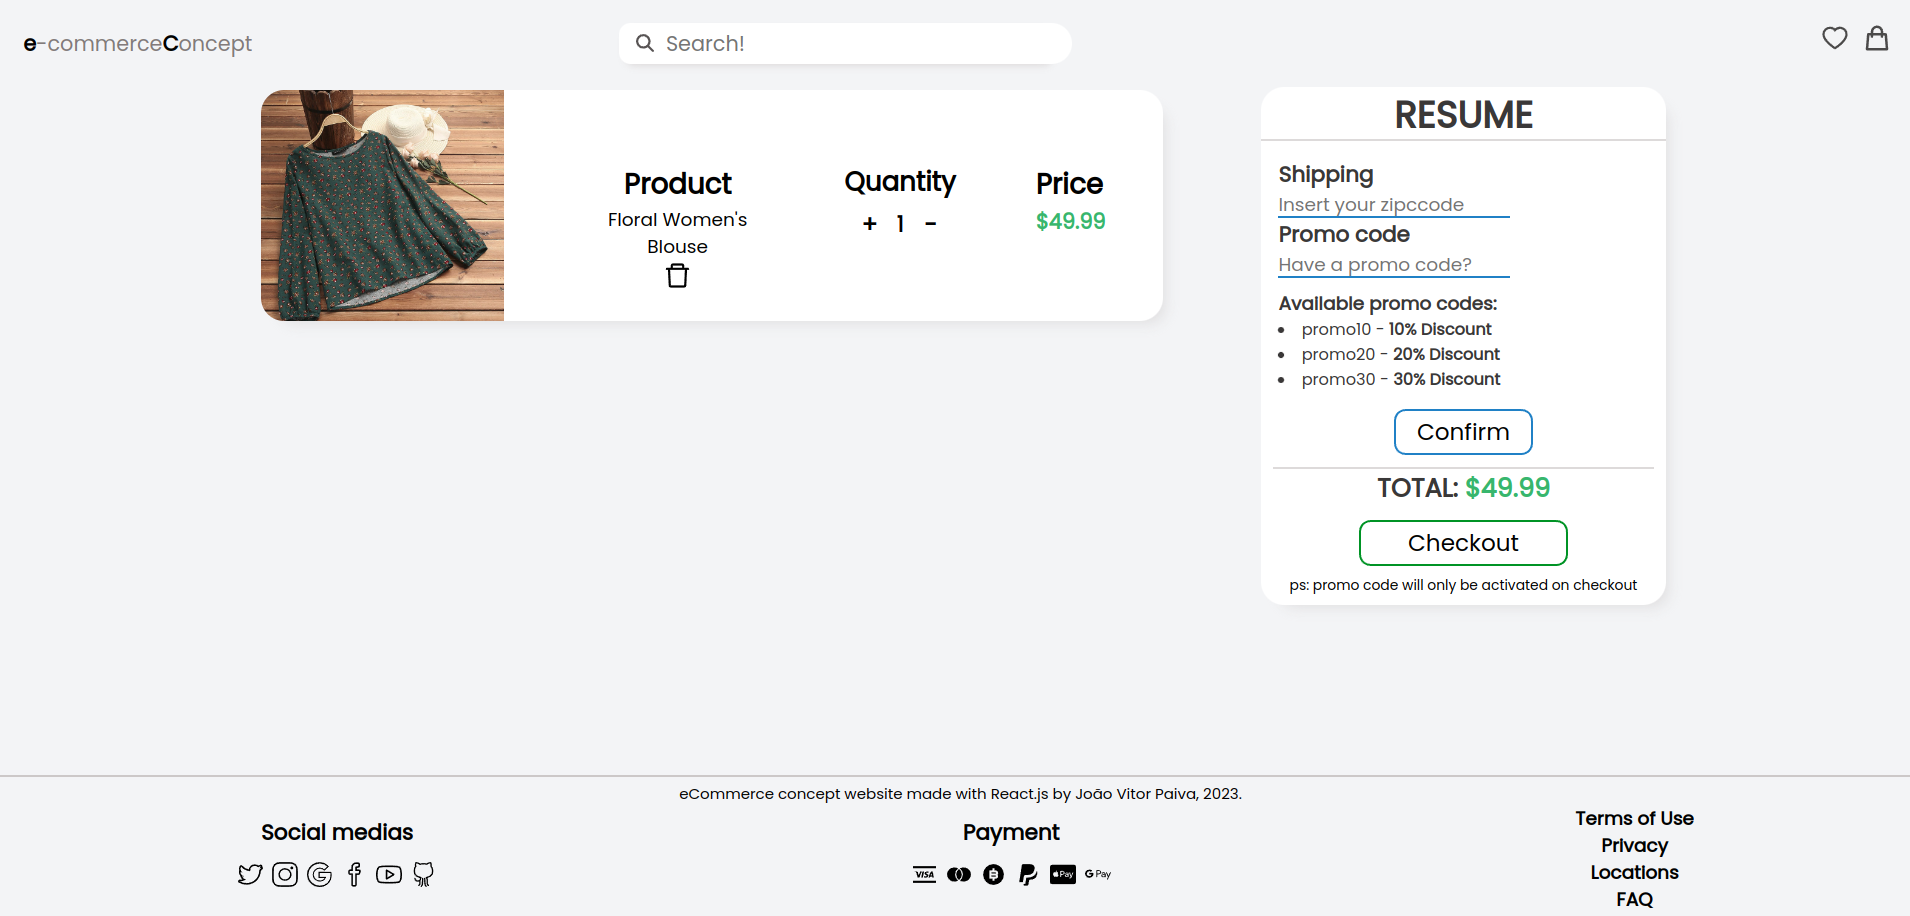 e-commerceConcept
Search!
Product
Quantity
Price
Floral Women's
Blouse
+ 1 -
$49.99
RESUME
Shipping
Insert your zipccode
Promo code
Have a promo code?
Available promo codes:
• promo10 - 10% Discount
• promo20 - 20% Discount
• promo30 - 30% Discount
Confirm
TOTAL: $49.99
Checkout
ps: promo code will only be activated on checkout
eCommerce concept website made with React.js by João Vitor Paiva, 2023.
Social medias
Payment
VISA
Pay
G Pay
Terms of Use
Privacy
Locations
FAQ